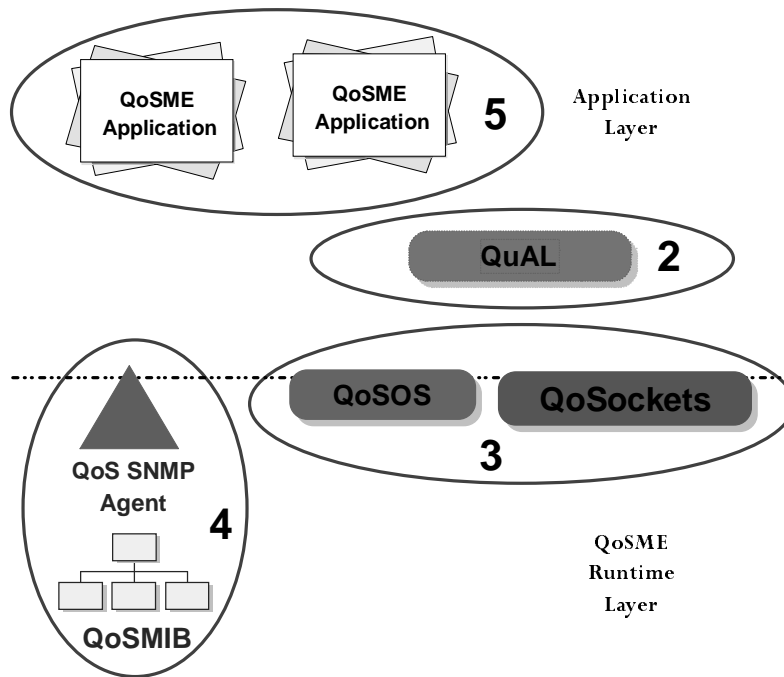 QoSME
Application
QoSME
Application
5
Application
Layer
QuAL
2
QoSOS
QoSockets
3
QoS SNMP
Agent
4
QoSMIB
QoSME
Runtime
Layer